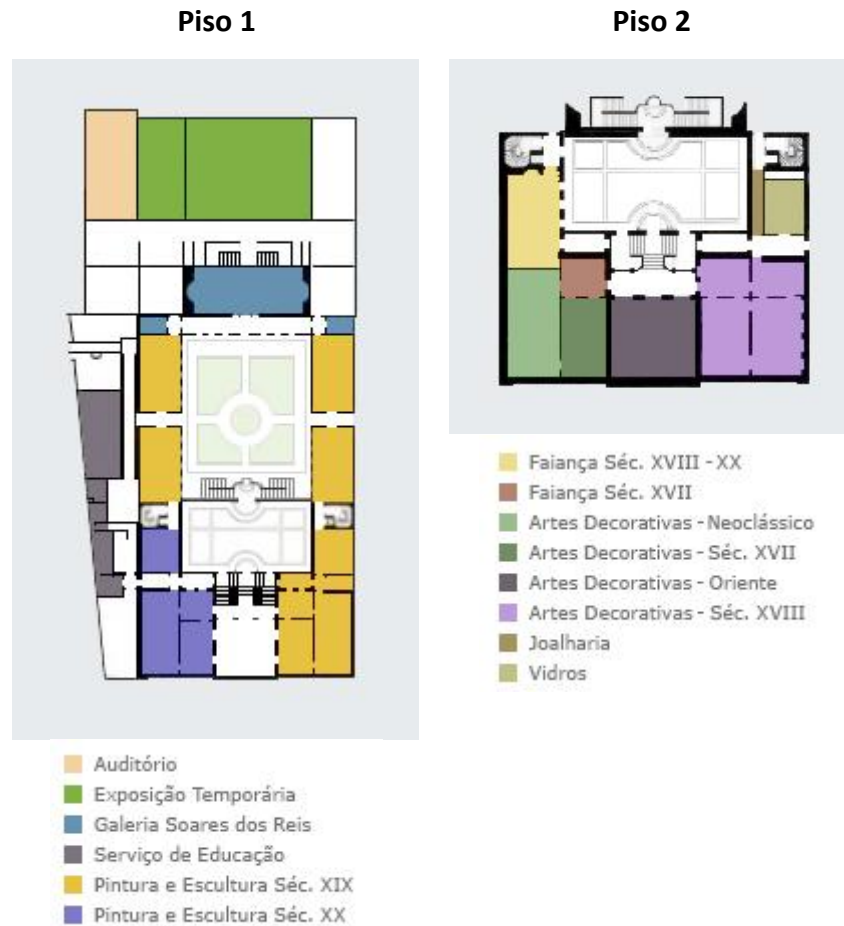 Piso 1
Auditório
Exposição Temporária
Galeria Soares dos Reis
Serviço de Educação
Pintura e Escultura Séc. XIX
Pintura e Escultura Séc. XX
Piso 2
Faiança Séc. XVIII - XX
Faiança Séc. XVII
Artes Decorativas - Neoclássico
Artes Decorativas - Séc. XVII
Artes Decorativas - Oriente
Artes Decorativas - Séc. XVIII
Joalharia
Vidros